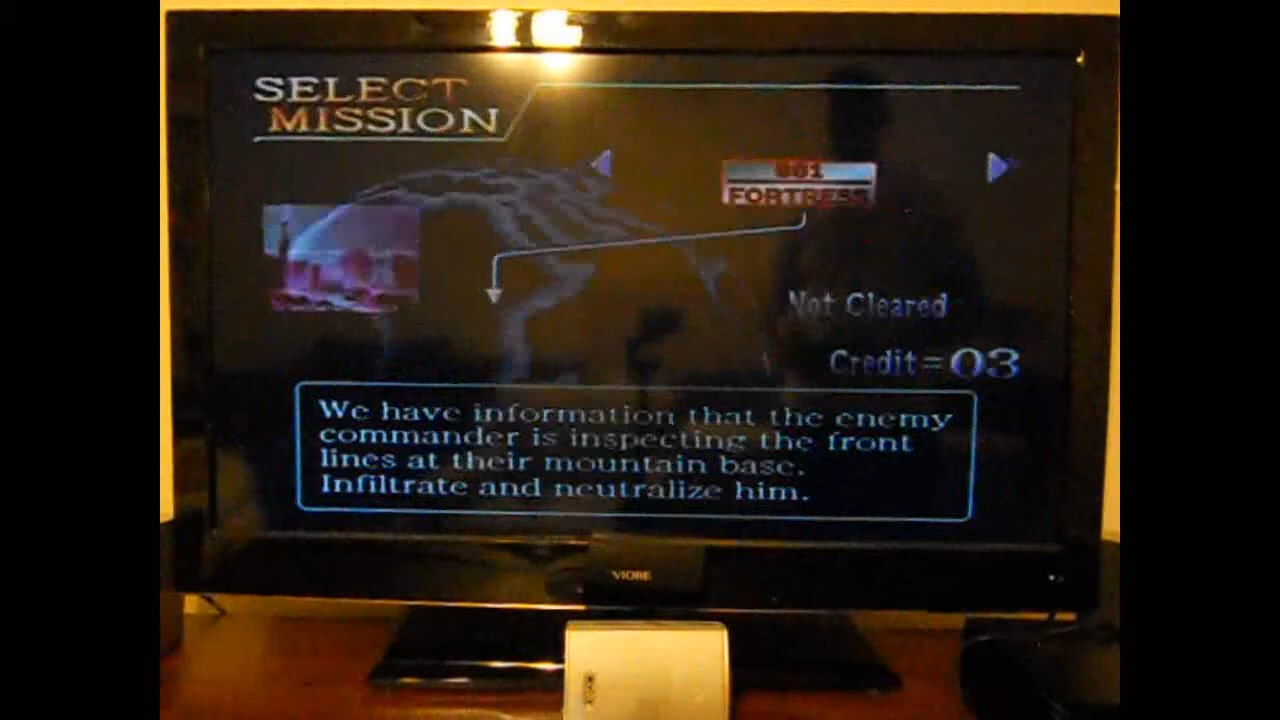 SELECT
MISSION
001
FORTRESS
Not Cleared
Credit=03
We have information that the enemy
commander is inspecting the front
lines at their mountain base.
Infiltrate and neutralize him.
VIORE